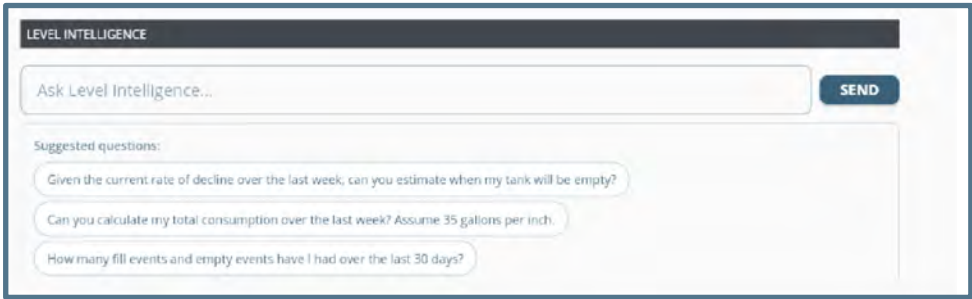 LEVEL INTELLIGENCE
Ask Level Intelligence...
SEND
Suggested questions:
Given the current rate of decline over the last week, can you estimate when my tank will be empty?
Can you calculate my total consumption over the last week? Assume 35 gallons per inch.
How many fill events and empty events have I had over the last 30 days?